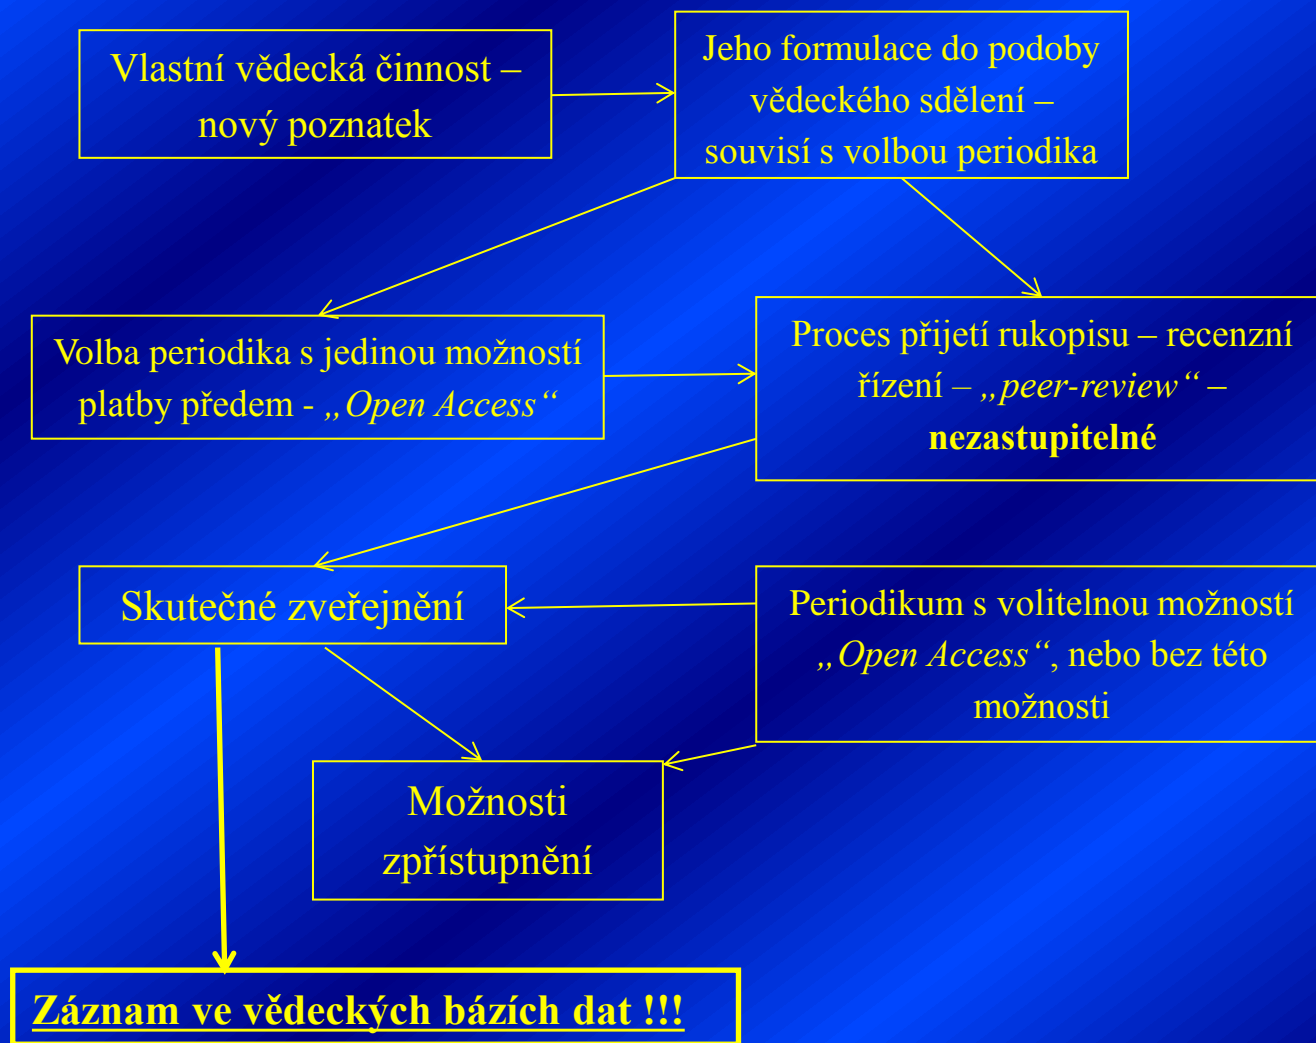 Vlastní vědecká činnost –
nový poznatek
Jeho formulace do podoby
vědeckého sdělení –
souvisí s volbou periodika
Volba periodika s jedinou možností
platby předem - „Open Access“
Proces přijetí rukopisu – recenzní
řízení – „peer-review“ –
nezastupitelné
Skutečné zveřejnění
Periodikum s volitelnou možností
„Open Access“, nebo bez této
možnosti
Možnosti
zpřístupnění
Záznam ve vědeckých bázích dat !!!